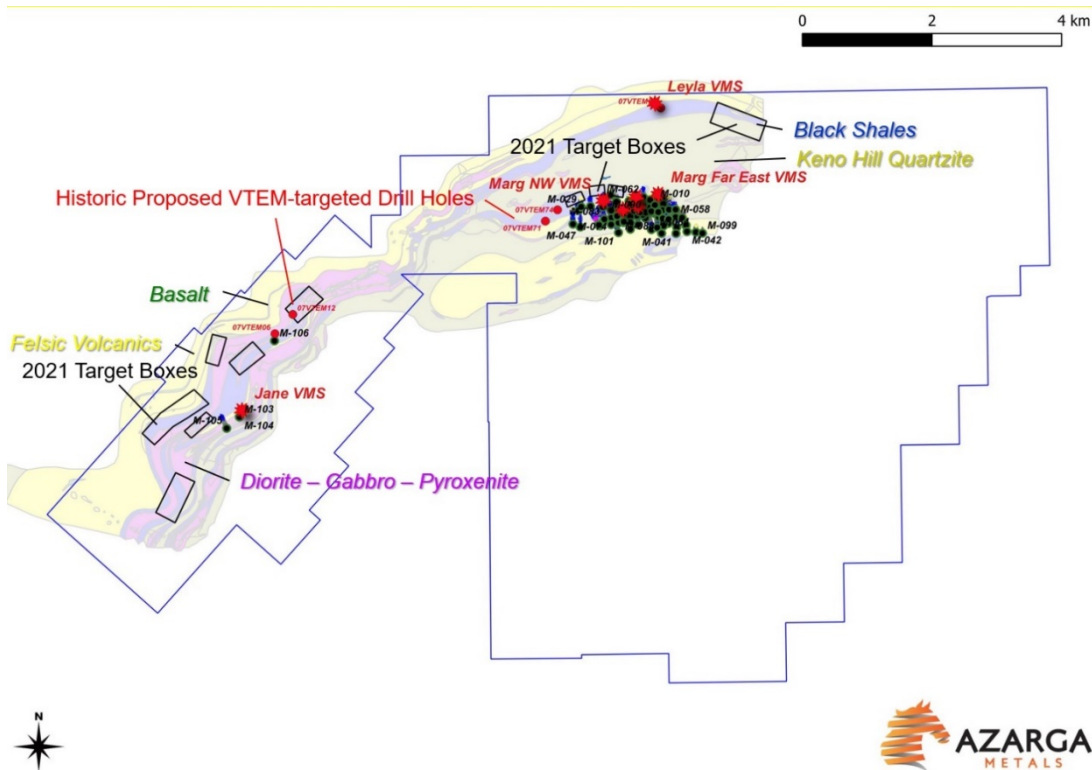 0 2 4 km
Leyla VMS
07VTEM
Black Shales
2021 Target Boxes
Keno Hill Quartzite
Marg NW VMS
Marg Far East VMS
M-062
M-010
M-029
Historic Proposed VTEM-targeted Drill Holes
07VTEM74
M-058
07VTEM71
M-099
M-047
M-101
M-041
M-042
Basalt
07VTEM12
07VTEM06
M-106
Felsic Volcanics
2021 Target Boxes
Jane VMS
M-103
M-105
M-104
Diorite – Gabbro – Pyroxenite
N
AZARGA
METALS